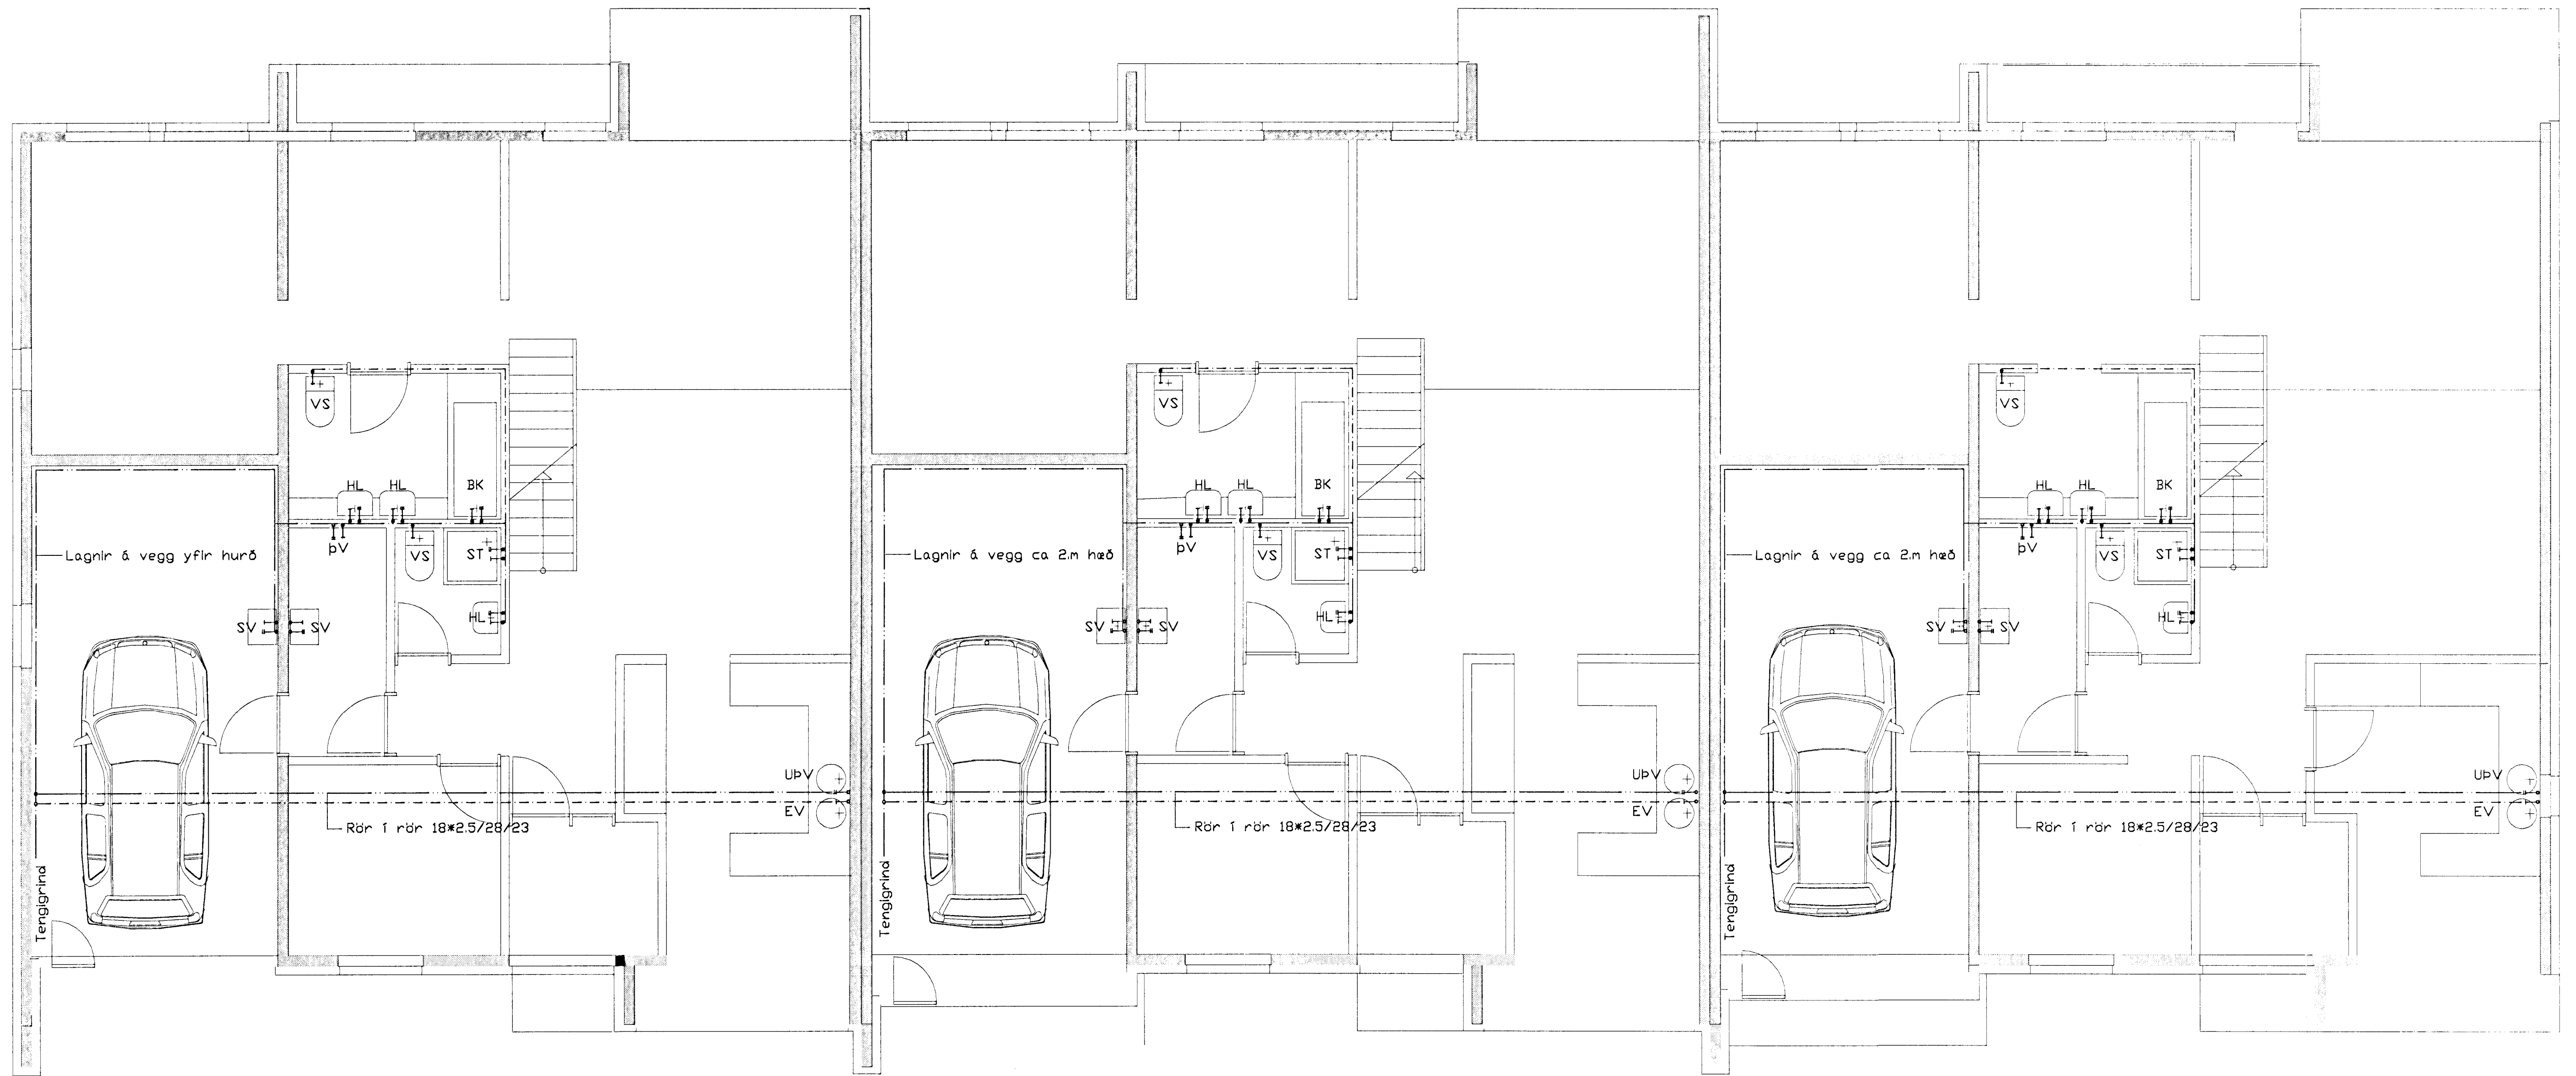 VS
HL HL BK
ÞV VS ST
Lagnir á vegg yfir hurð
HL
SV SV
UÞV
EV
Rör í rör 18*2.5/28/23
Tengigrind
VS
HL HL BK
ÞV VS ST
Lagnir á vegg ca 2.m hæð
HL
SV SV
UÞV
EV
Rör í rör 18*2.5/28/23
Tengigrind
VS
HL HL BK
ÞV VS ST
Lagnir á vegg ca 2.m hæð
HL
SV SV
UÞV
EV
Rör í rör 18*2.5/28/23
Tengigrind